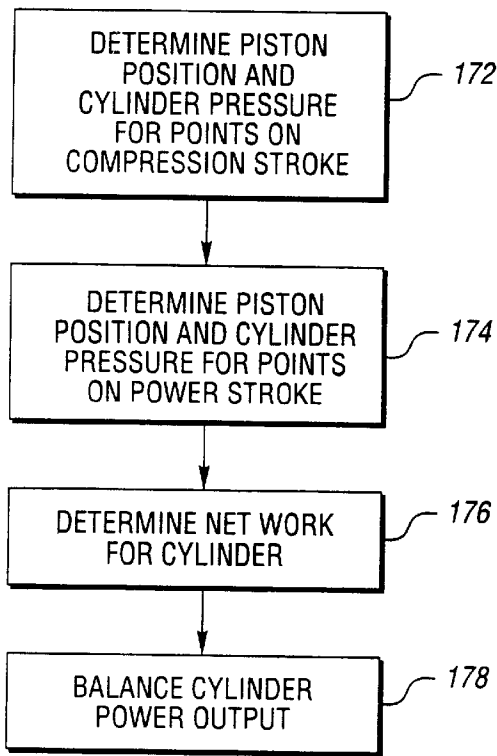 DETERMINE PISTON
POSITION AND
CYLINDER PRESSURE
FOR POINTS ON
COMPRESSION STROKE
172
DETERMINE PISTON
POSITION AND CYLINDER
PRESSURE FOR POINTS
ON POWER STROKE
174
DETERMINE NET WORK
FOR CYLINDER
176
BALANCE CYLINDER
POWER OUTPUT
178